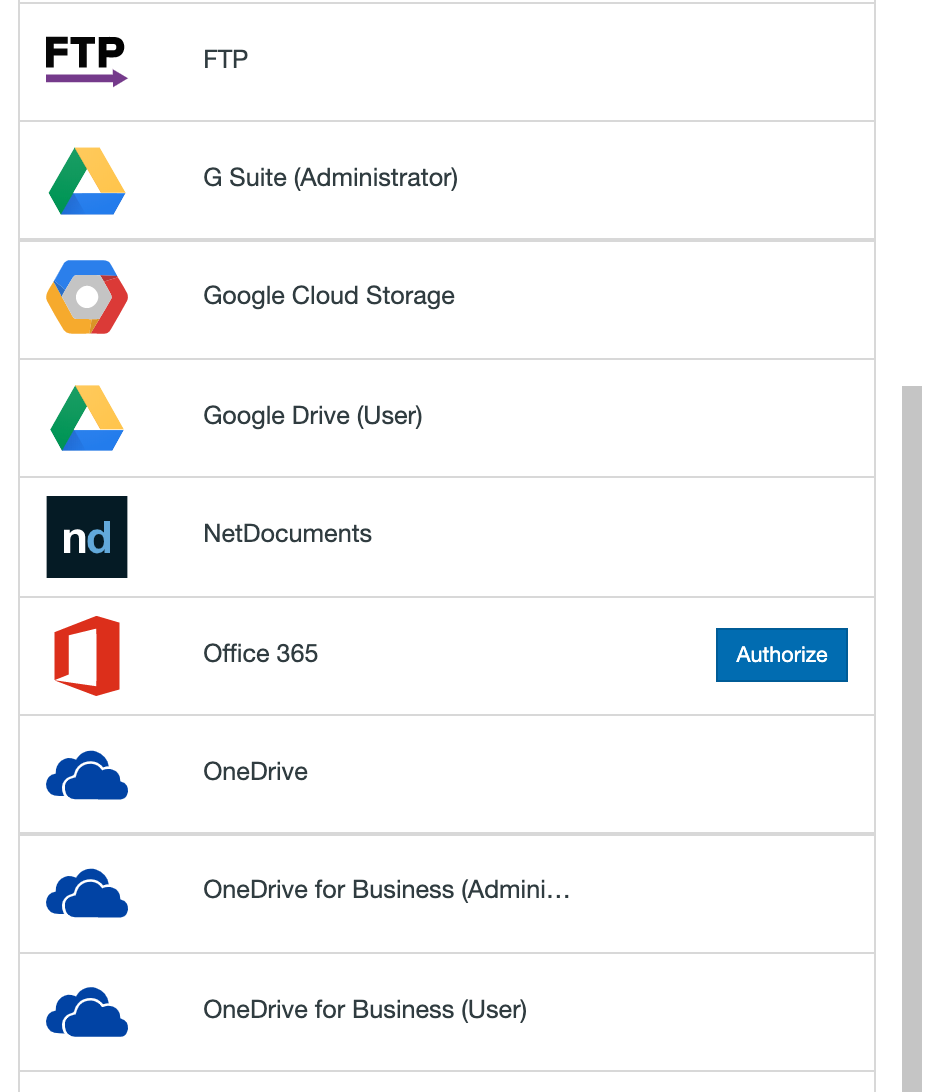 FTP
FTP
G Suite (Administrator)
Google Cloud Storage
Google Drive (User)
nd
NetDocuments
Office 365
Authorize
OneDrive
OneDrive for Business (Admini…
OneDrive for Business (User)